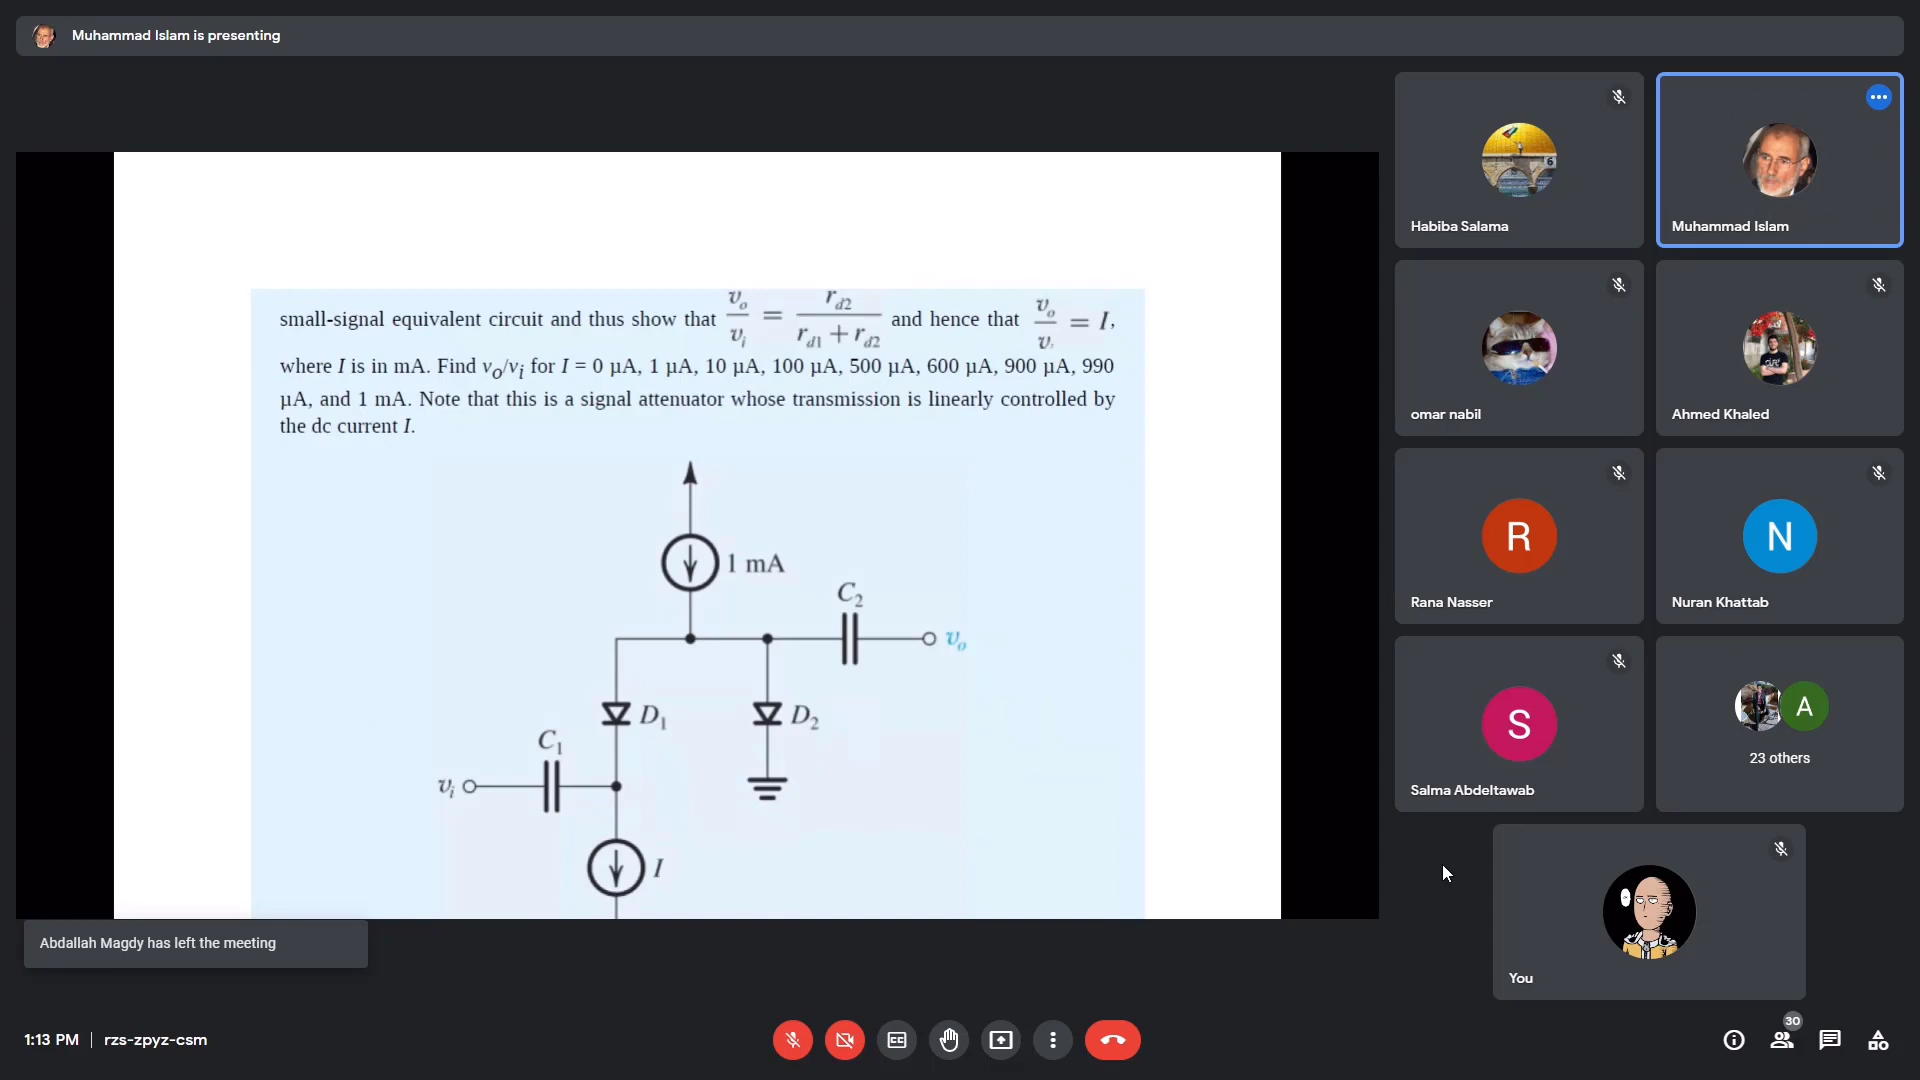 Muhammad Islam is presenting
small-signal equivalent circuit and thus show that v_o/v_i = r_d2/(r_d1 + r_d2) and hence that v_o/v_i = I,
where I is in mA. Find v_o/v_i for I = 0 µA, 1 µA, 10 µA, 100 µA, 500 µA, 600 µA, 900 µA, 990
µA, and 1 mA. Note that this is a signal attenuator whose transmission is linearly controlled by
the dc current I.
1 mA
C_2
v_o
D_1
D_2
C_1
v_i
I
Habiba Salama
Muhammad Islam
omar nabil
Ahmed Khaled
R
Rana Nasser
N
Nuran Khattab
S
Salma Abdeltawab
A
23 others
You
Abdallah Magdy has left the meeting
1:13 PM | rzs-zpyz-csm
CC
30